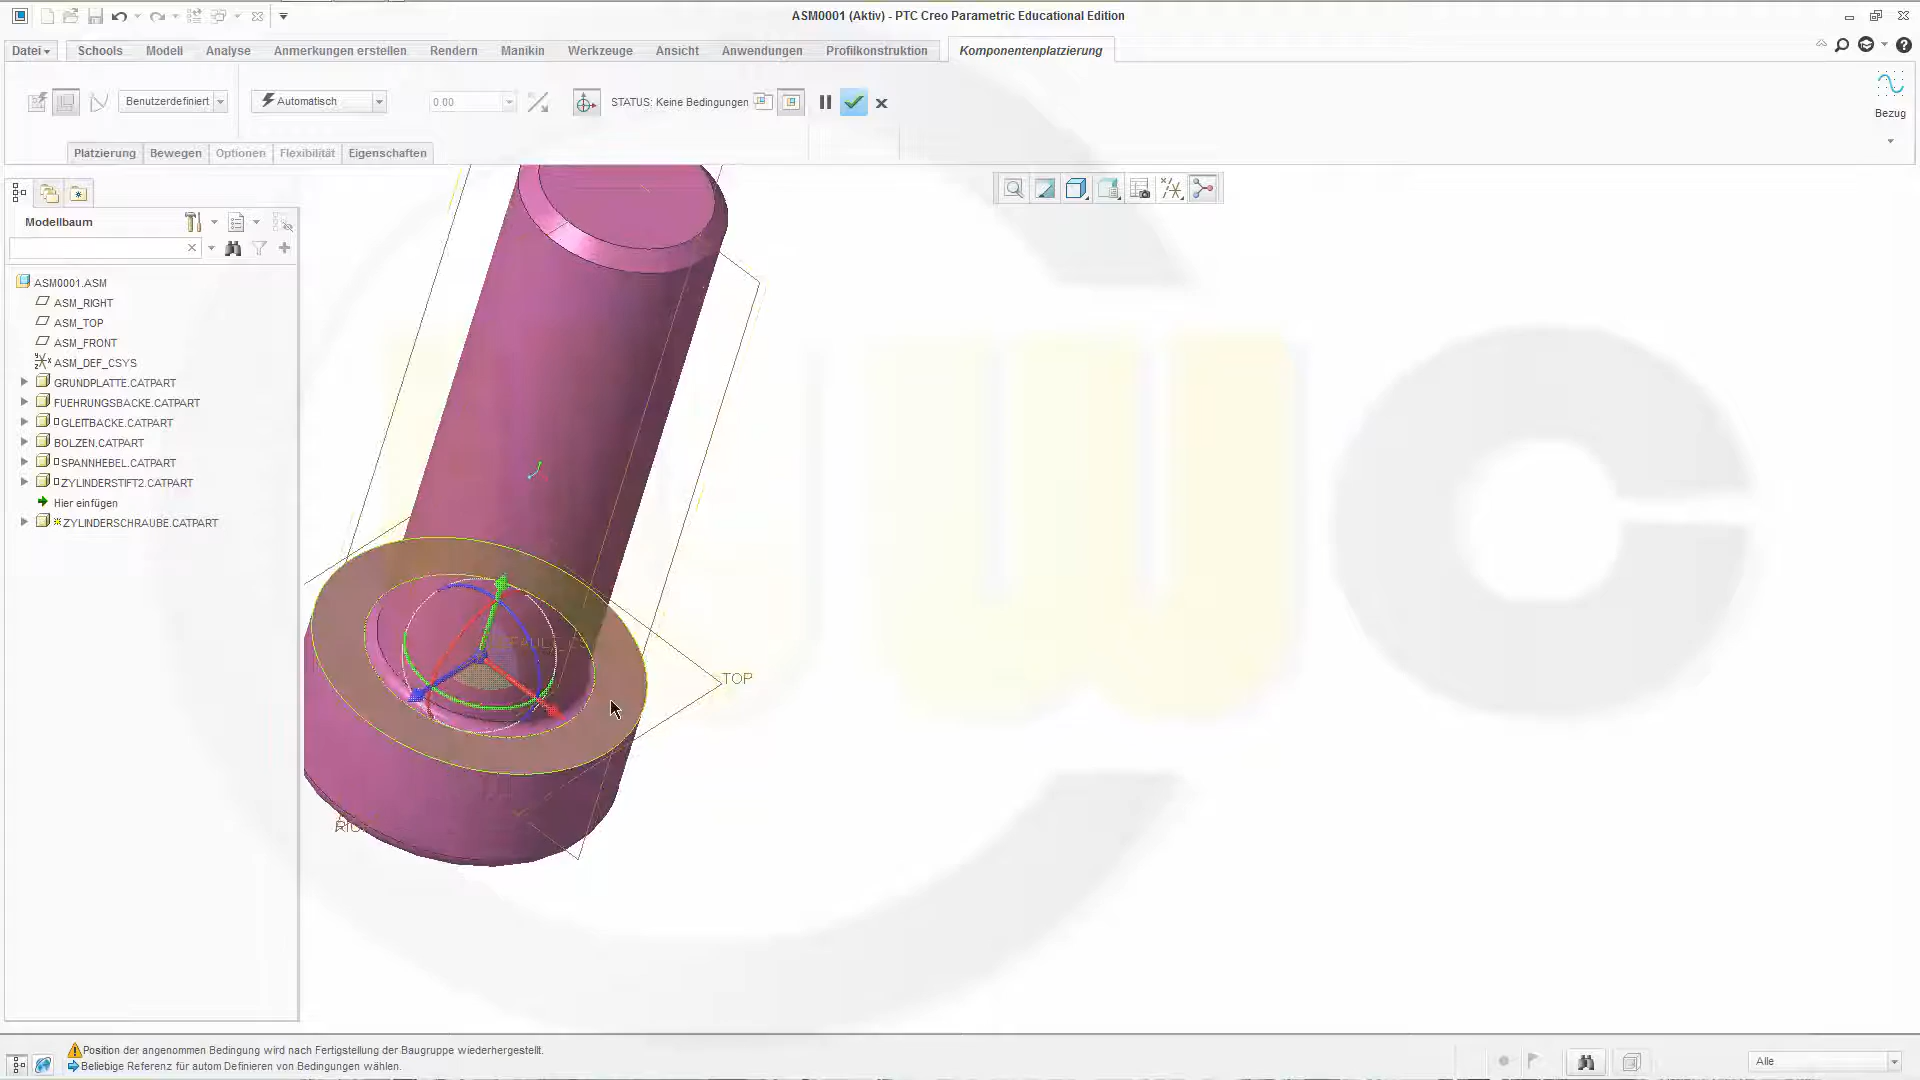 ASM0001 (Aktiv) - PTC Creo Parametric Educational Edition
Datei Schools Modell Analyse Anmerkungen erstellen Rendern Manikin Werkzeuge Ansicht Anwendungen Profilkonstruktion Komponentenplatzierung
Benutzerdefiniert Automatisch 0.00 STATUS: Keine Bedingungen
Bezug
Platzierung Bewegen Optionen Flexibilität Eigenschaften
Modellbaum
ASM0001.ASM
ASM_RIGHT
ASM_TOP
ASM_FRONT
ASM_DEF_CSYS
GRUNDPLATTE.CATPART
FUEHRUNGSBACKE.CATPART
GLEITBACKE.CATPART
BOLZEN.CATPART
SPANNHEBEL.CATPART
ZYLINDERSTIFT2.CATPART
Hier einfügen
ZYLINDERSCHRAUBE.CATPART
TOP
Position der angenommen Bedingung wird nach Fertigstellung der Baugruppe wiederhergestellt.
Beliebige Referenz für autom Definieren von Bedingungen wählen.
Alle